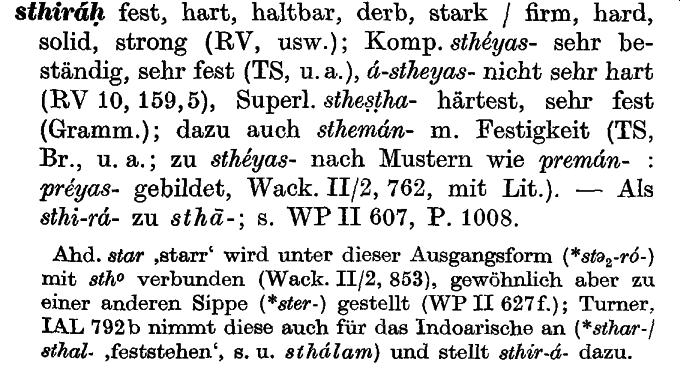 sthiráḥ fest, hart, haltbar, derb, stark / firm, hard,
solid, strong (RV, usw.); Komp. sthéyas- sehr be-
ständig, sehr fest (TS, u. a.), á-stheyas- nicht sehr hart
(RV 10, 159,5), Superl. stheṣṭha- härtest, sehr fest
(Gramm.); dazu auch sthemán- m. Festigkeit (TS,
Br., u. a.; zu sthéyas- nach Mustern wie premán- :
préyas- gebildet, Wack. II/2, 762, mit Lit.). — Als
sthi-rá- zu sthā-; s. WP II 607, P. 1008.
Ahd. star ‚starr‘ wird unter dieser Ausgangsform (*stə₂-ró-)
mit sth⁰ verbunden (Wack. II/2, 853), gewöhnlich aber zu
einer anderen Sippe (*ster-) gestellt (WP II 627f.); Turner,
IAL 792b nimmt diese auch für das Indoarische an (*sthar-/
sthal- ‚feststehen‘, s. u. sthálam) und stellt sthir-á- dazu.